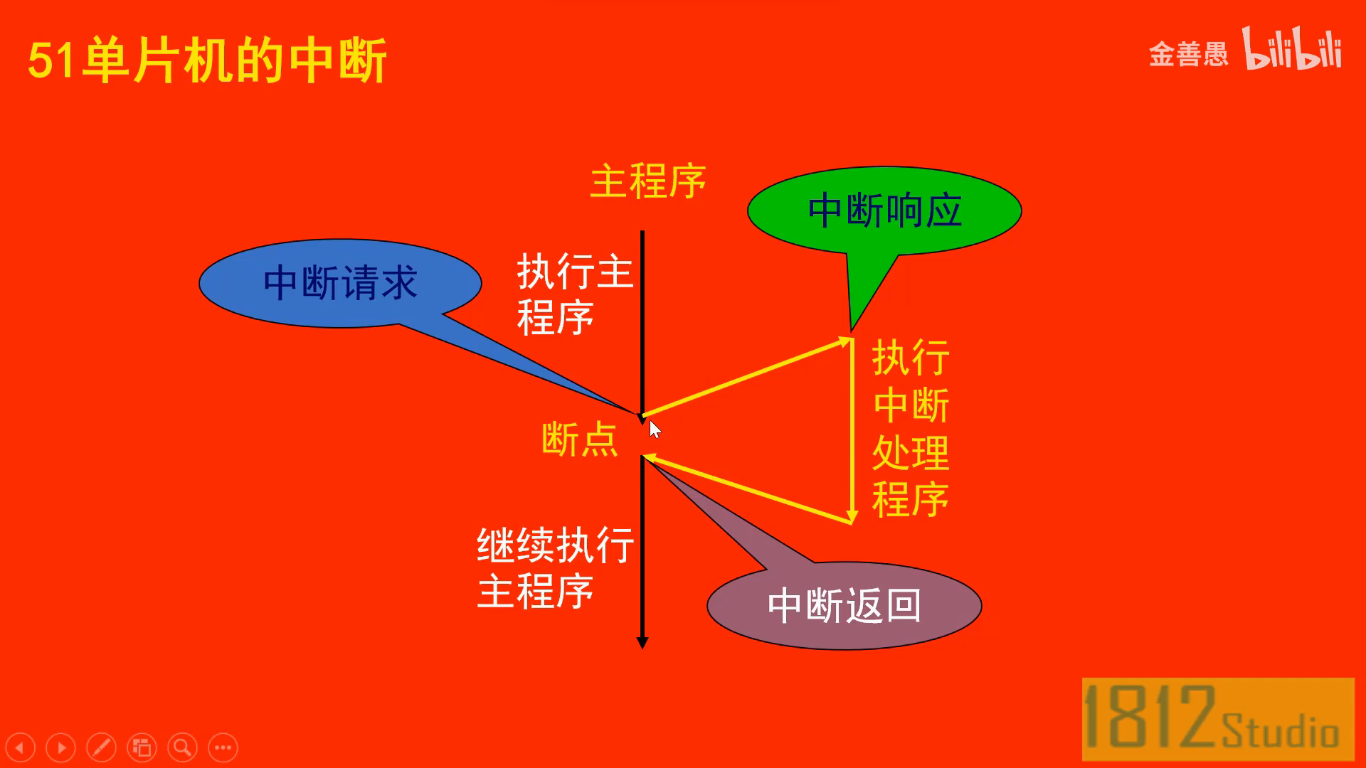 51单片机的中断
金善愚 bilibili
主程序
中断响应
中断请求
执行主
程序
执行
中断
处理
程序
断点
继续执行
主程序
中断返回
1812Studio